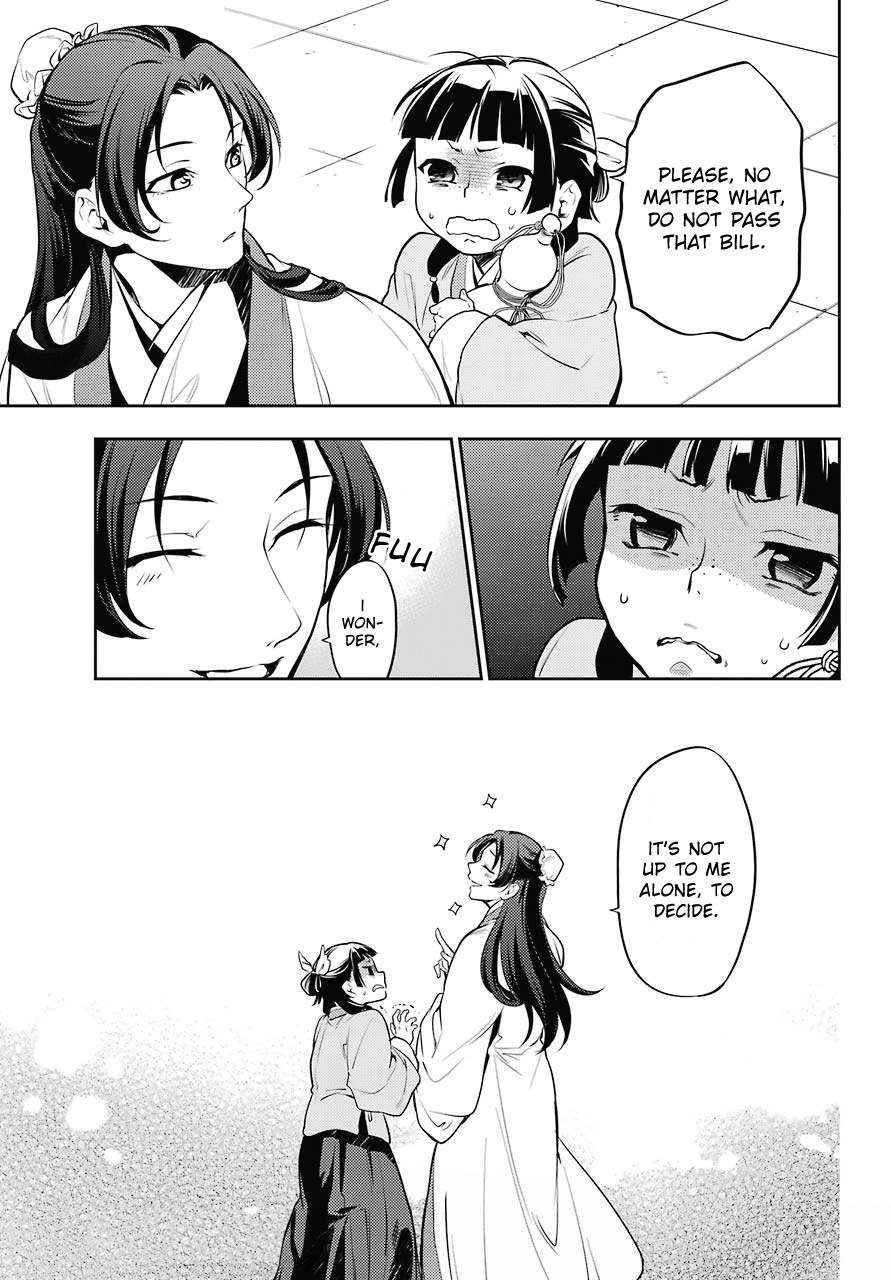 PLEASE, NO
MATTER WHAT,
DO NOT PASS
THAT BILL.
FUU
I
WON-
DER,
IT'S NOT
UP TO ME
ALONE, TO
DECIDE.